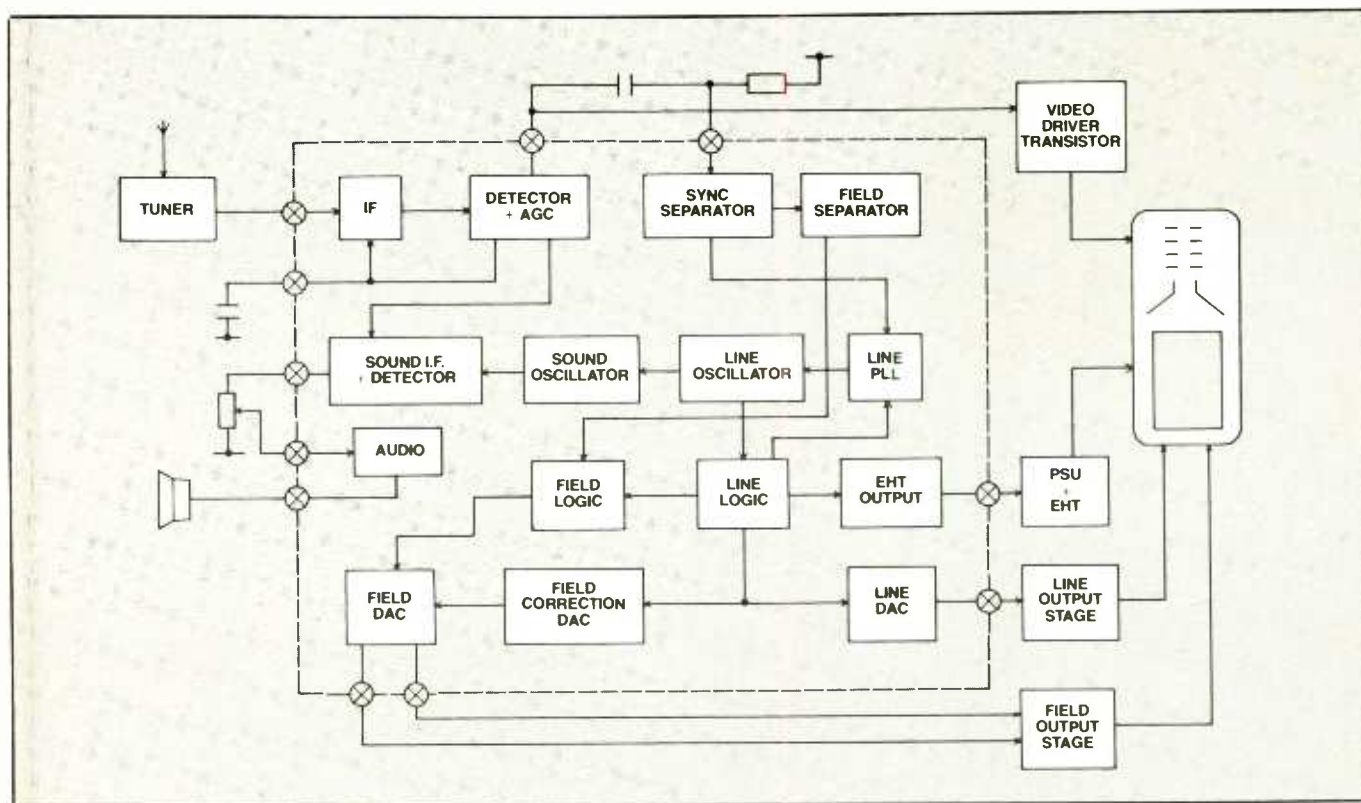 VIDEO
DRIVER
TRANSISTOR
TUNER
IF
DETECTOR
+ AGC
SYNC
SEPARATOR
FIELD
SEPARATOR
SOUND I.F.
+ DETECTOR
SOUND
OSCILLATOR
LINE
OSCILLATOR
LINE
PLL
AUDIO
FIELD
LOGIC
LINE
LOGIC
EHT
OUTPUT
PSU
+
EHT
FIELD
DAC
FIELD
CORRECTION
DAC
LINE
DAC
LINE
OUTPUT
STAGE
FIELD
OUTPUT
STAGE